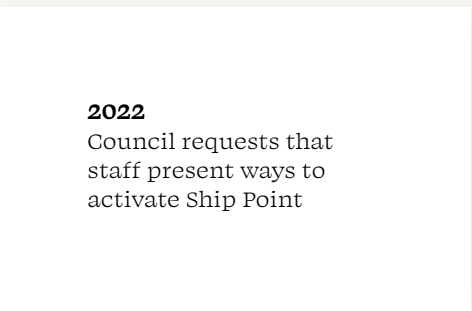 2022
Council requests that
staff present ways to
activate Ship Point